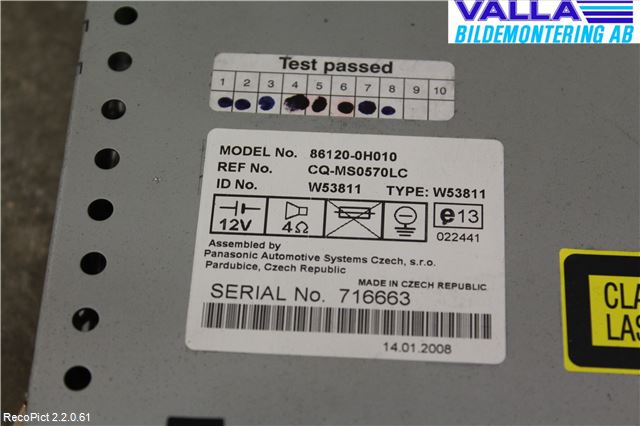 VALLA
BILDEMONTERING AB
Test passed
1 2 3 4 5 6 7 8 9 10
MODEL No. 86120-0H010
REF No. CQ-MS0570LC
ID No. W53811 TYPE: W53811
12V 4Ω e13
022441
Assembled by
Panasonic Automotive Systems Czech, s.r.o.
Pardubice, Czech Republic
MADE IN CZECH REPUBLIC
SERIAL No. 716663
14.01.2008
CLA
LAS
RecoPict 2.2.0.61